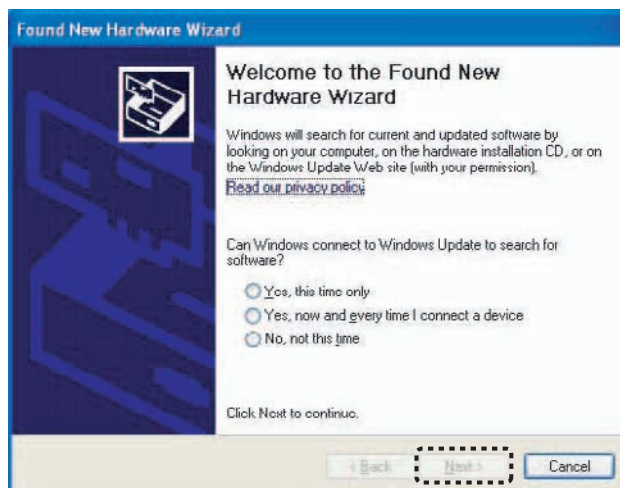 Found New Hardware Wizard
Welcome to the Found New
Hardware Wizard
Windows will search for current and updated software by
looking on your computer, on the hardware installation CD, or on
the Windows Update Web site (with your permission).
Read our privacy policy
Can Windows connect to Windows Update to search for
software?
Yes, this time only
Yes, now and every time I connect a device
No, not this time
Click Next to continue.
< Back
Next >
Cancel